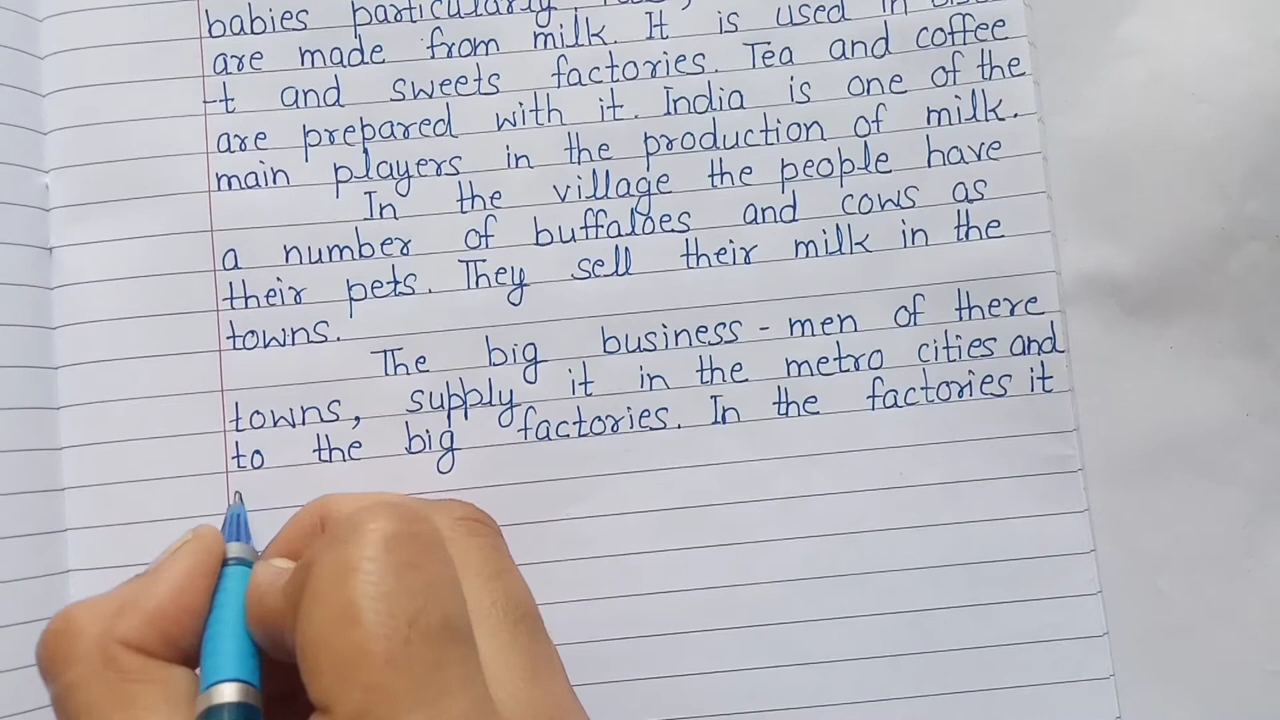 babies particularly
are made from milk. It is used in
-t and sweets factories. Tea and coffee
are prepared with it. India is one of the
main players in the production of milk.
In the village the people have
a number of buffaloes and cows as
their pets. They sell their milk in the
towns.
The big business-men of there
towns, supply it in the metro cities and
to the big factories. In the factories it